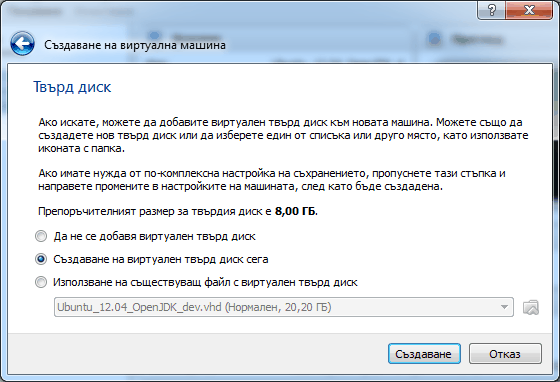 Създаване на виртуална машина
Твърд диск
Ако искате, можете да добавите виртуален твърд диск към новата машина. Можете също да
създадете нов твърд диск или да изберете един от списъка или друго място, като използвате
иконата с папка.
Ако имате нужда от по-комплексна настройка на съхранението, пропуснете тази стъпка и
направете промените в настройките на машината, след като бъде създадена.
Препоръчителният размер за твърдия диск е 8,00 ГБ.
Да не се добавя виртуален твърд диск
Създаване на виртуален твърд диск сега
Използване на съществуващ файл с виртуален твърд диск
Ubuntu_12.04_OpenJDK_dev.vhd (Нормален, 20,20 ГБ)
Създаване
Отказ